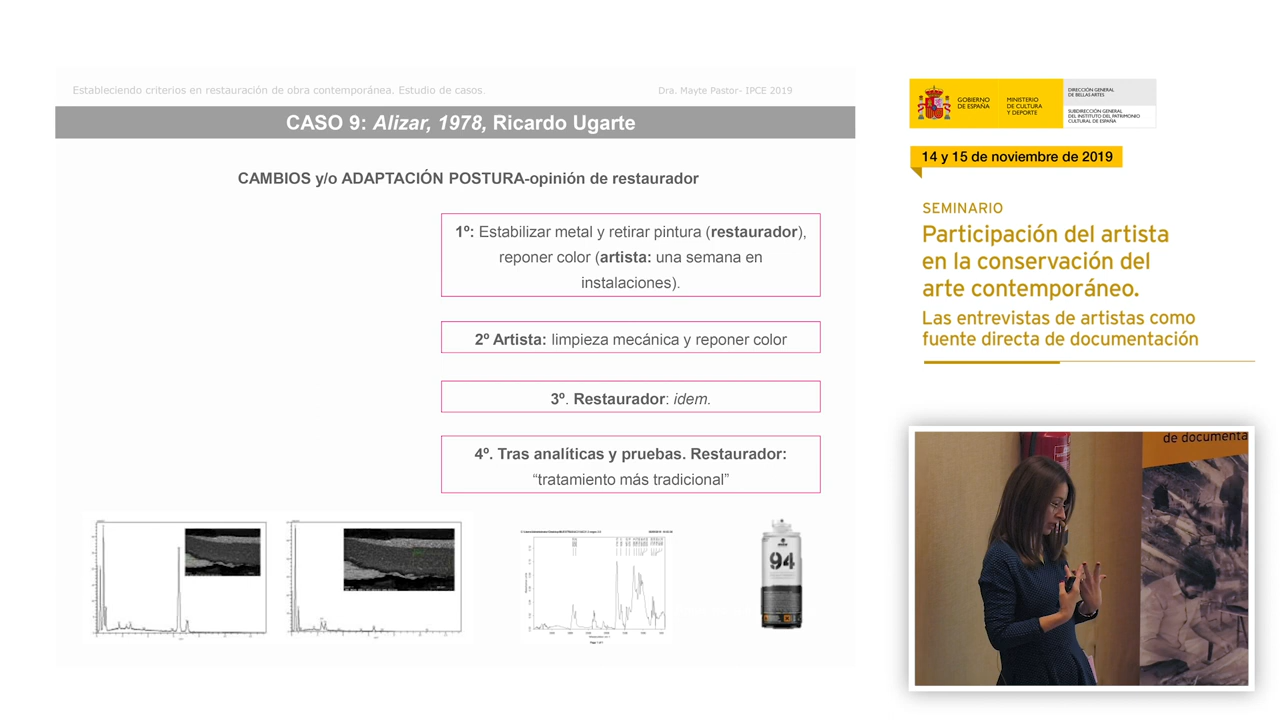 Estableciendo criterios en restauración de obra contemporánea. Estudio de casos.
Dra. Mayte Pastor- IPCE 2019
CASO 9: Alizar, 1978, Ricardo Ugarte
CAMBIOS y/o ADAPTACIÓN POSTURA-opinión de restaurador
1º: Estabilizar metal y retirar pintura (restaurador),
reponer color (artista: una semana en
instalaciones).
2º Artista: limpieza mecánica y reponer color
3º. Restaurador: idem.
4º. Tras analíticas y pruebas. Restaurador:
“tratamiento más tradicional”
94
GOBIERNO
DE ESPAÑA
MINISTERIO
DE CULTURA
Y DEPORTE
DIRECCIÓN GENERAL
DE BELLAS ARTES
SUBDIRECCIÓN GENERAL
DEL INSTITUTO DEL PATRIMONIO
CULTURAL DE ESPAÑA
14 y 15 de noviembre de 2019
SEMINARIO
Participación del artista
en la conservación del
arte contemporáneo.
Las entrevistas de artistas como
fuente directa de documentación
de documenta